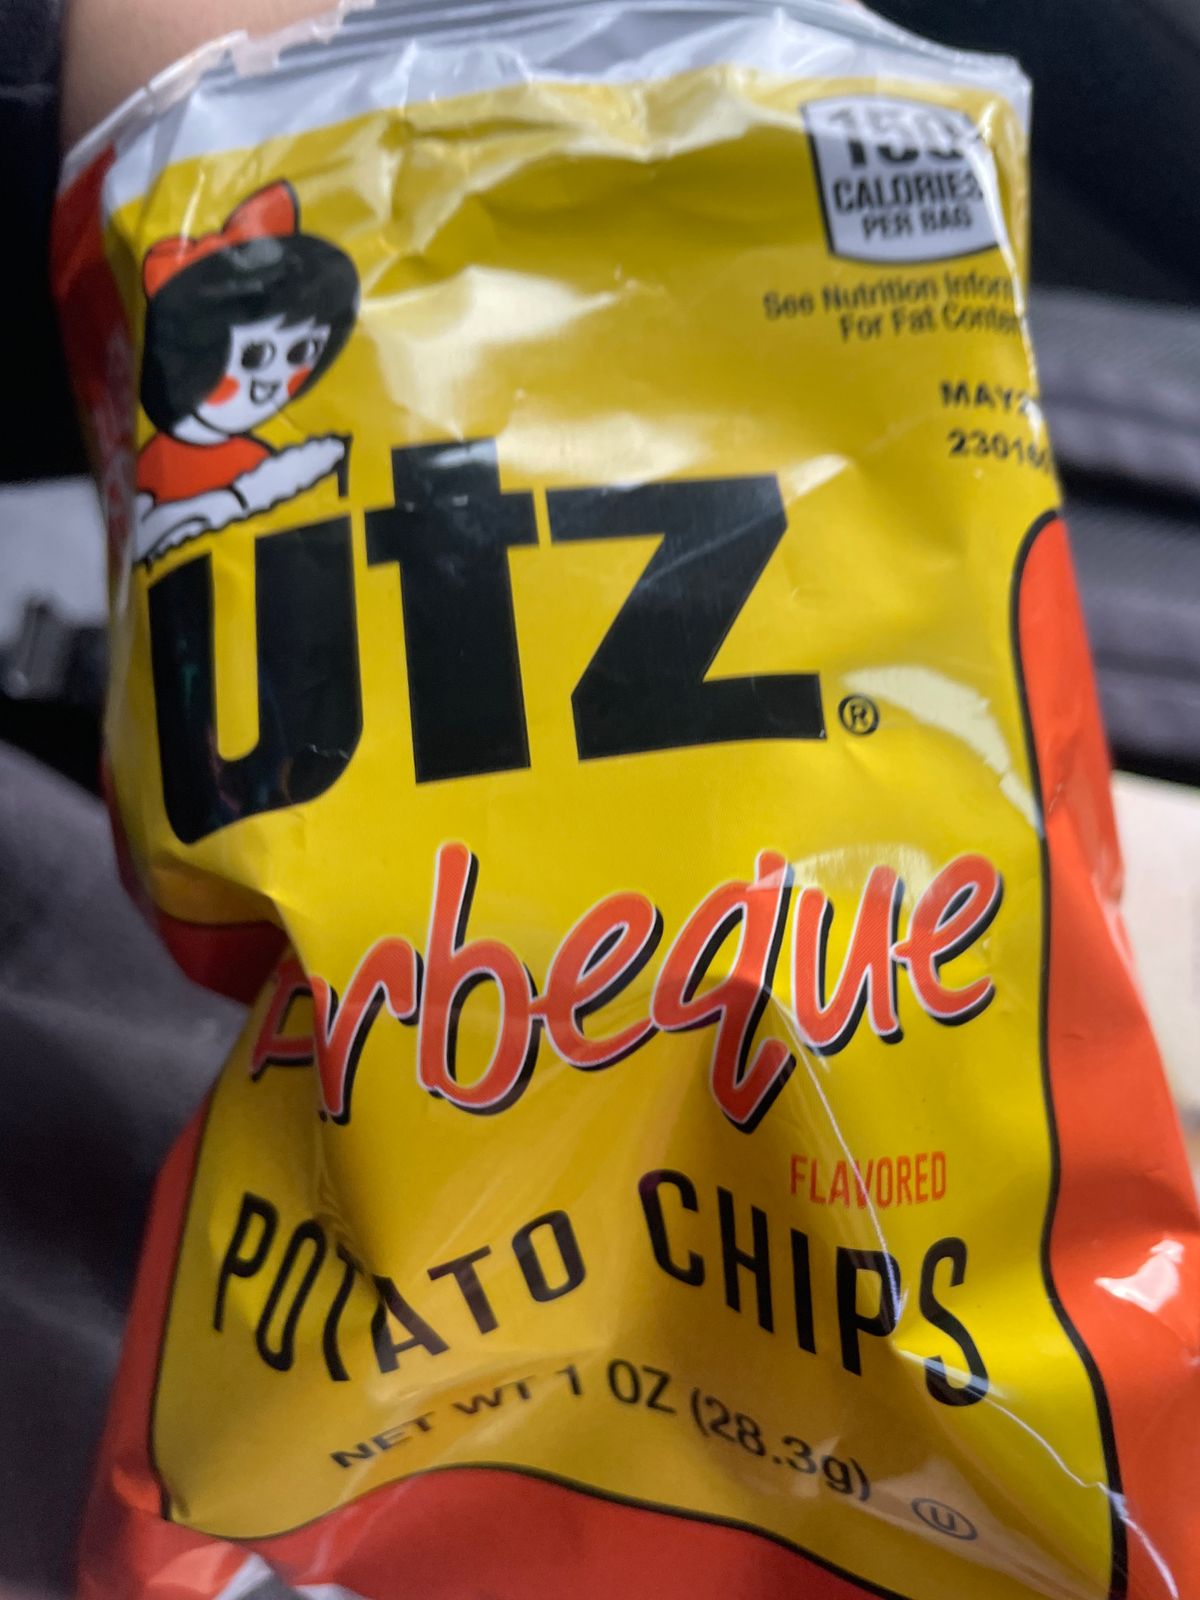 150
CALORIES
PER BAG
See Nutrition Inform
For Fat Conten
MAY2
23016
utz®
arbeque
FLAVORED
POTATO CHIPS
NET WT 1 OZ (28.3g)
U